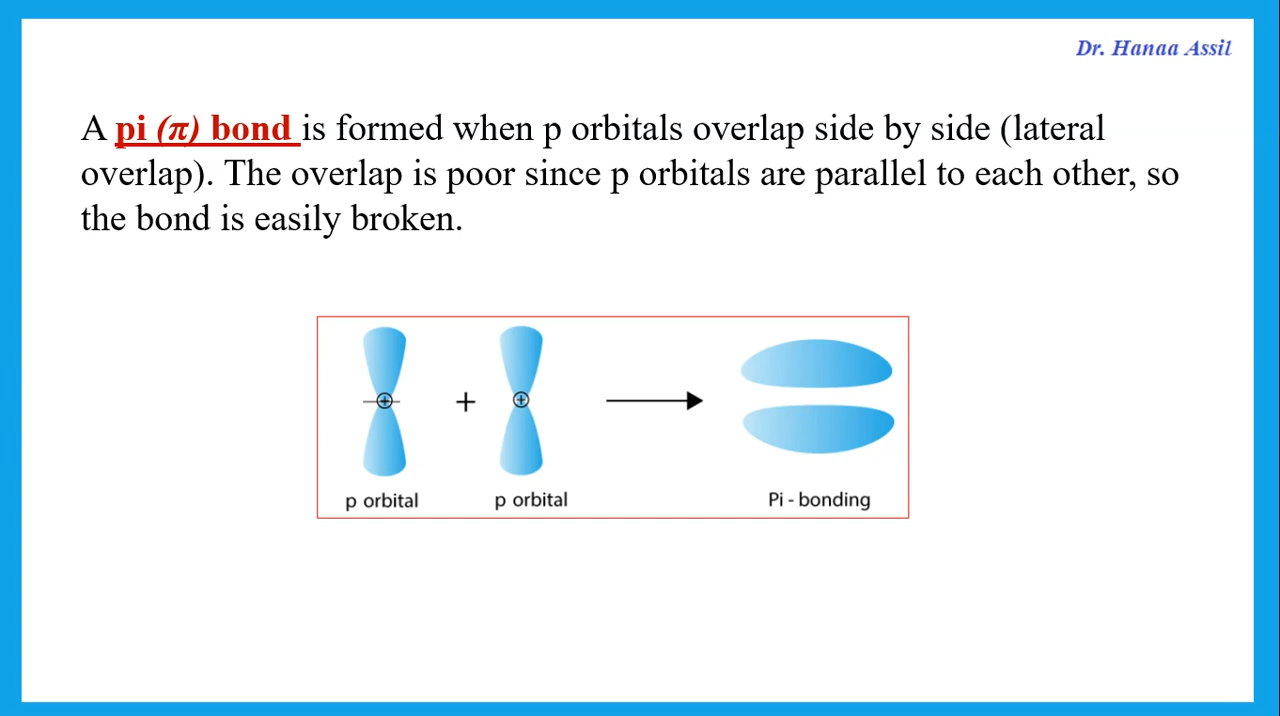 Dr. Hanaa Assil
A pi (π) bond is formed when p orbitals overlap side by side (lateral
overlap). The overlap is poor since p orbitals are parallel to each other, so
the bond is easily broken.
+
p orbital
p orbital
Pi - bonding